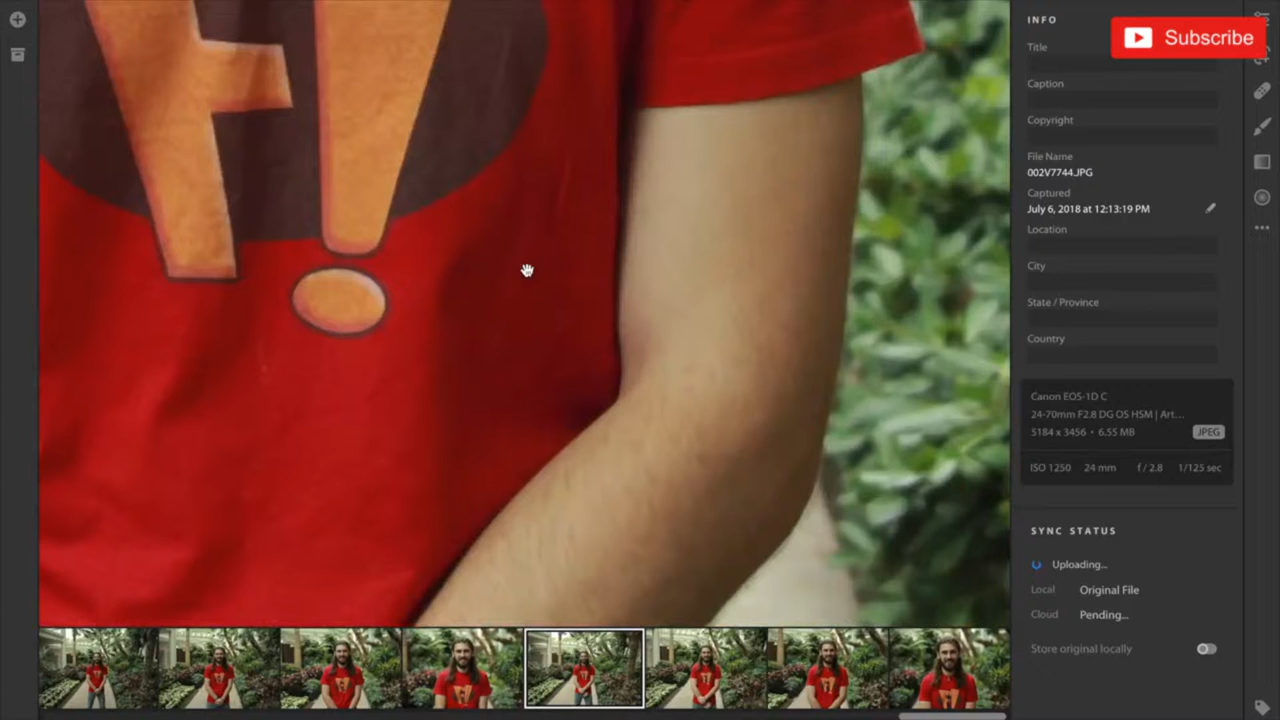 INFO
Subscribe
Title
Caption
Copyright
File Name
002V7744.JPG
Captured
July 6, 2018 at 12:13:19 PM
Location
City
State / Province
Country
Canon EOS-1D C
24-70mm F2.8 DG OS HSM | Art...
5184 x 3456 • 6.55 MB JPEG
ISO 1250 24 mm f / 2.8 1/125 sec
SYNC STATUS
Uploading...
Local Original File
Cloud Pending...
Store original locally